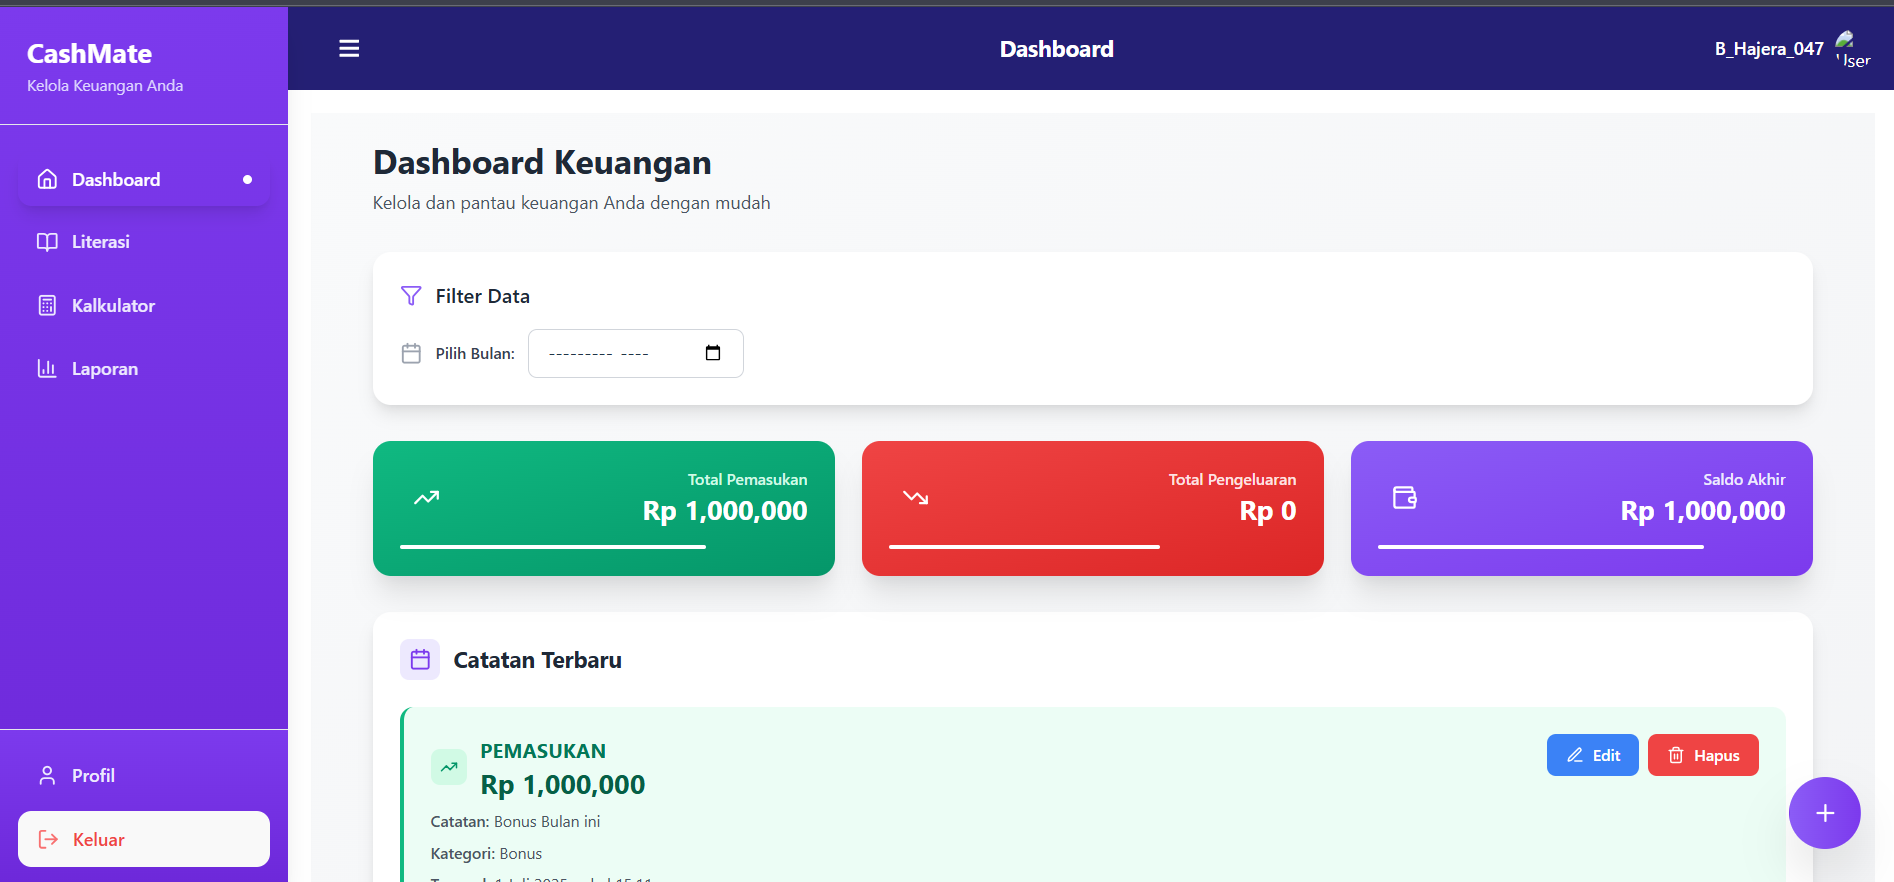 CashMate
Kelola Keuangan Anda
Dashboard
Literasi
Kalkulator
Laporan
Profil
Keluar
Dashboard
B_Hajera_047
User
Dashboard Keuangan
Kelola dan pantau keuangan Anda dengan mudah
Filter Data
Pilih Bulan: --------- ----
Total Pemasukan
Rp 1,000,000
Total Pengeluaran
Rp 0
Saldo Akhir
Rp 1,000,000
Catatan Terbaru
PEMASUKAN
Rp 1,000,000
Edit
Hapus
Catatan: Bonus Bulan ini
Kategori: Bonus